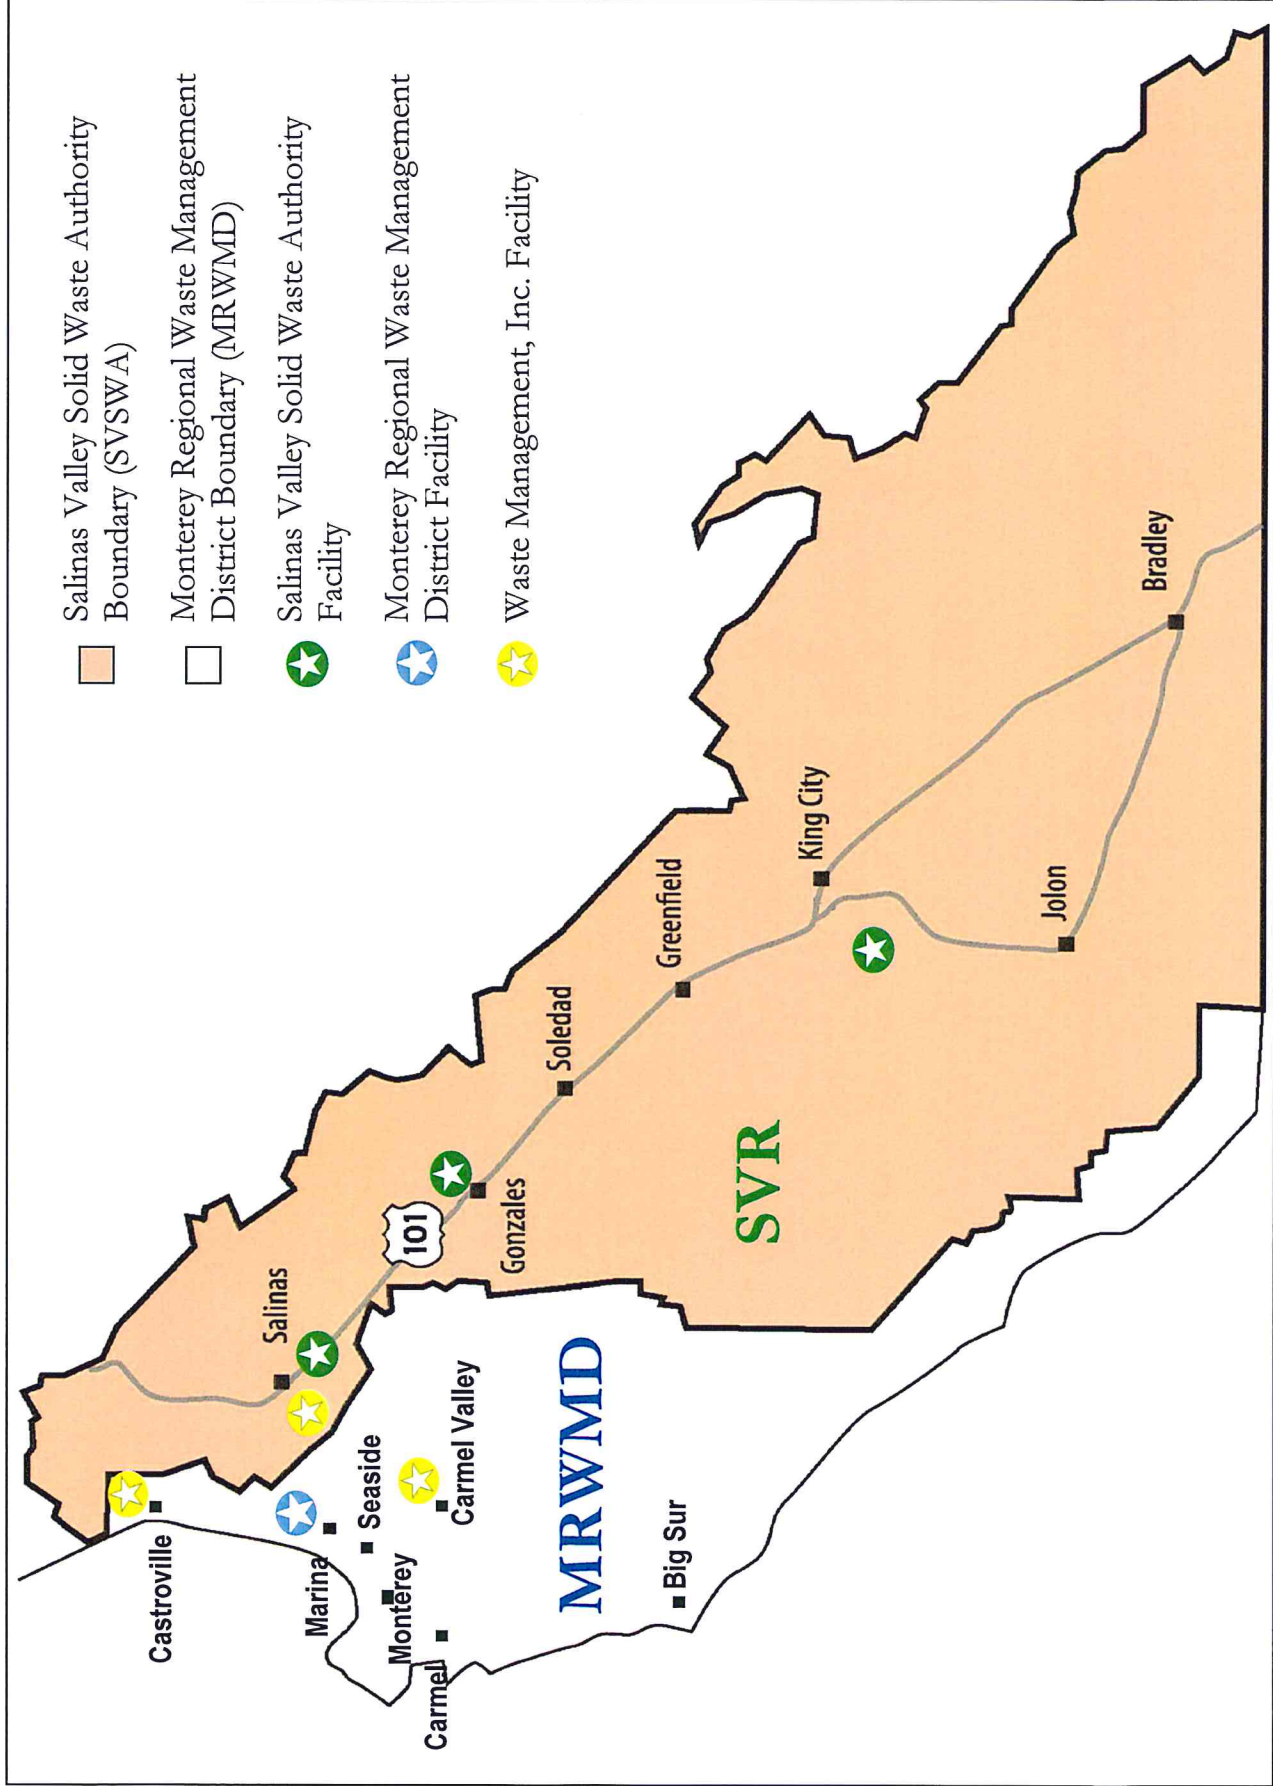 Salinas Valley Solid Waste Authority
Boundary (SVSWA)
Monterey Regional Waste Management
District Boundary (MRWMD)
Salinas Valley Solid Waste Authority
Facility
Monterey Regional Waste Management
District Facility
Waste Management, Inc. Facility
Castroville
Salinas
Marina
Seaside
Monterey
101
Carmel
Carmel Valley
Gonzales
Soledad
MRWMD
Greenfield
Big Sur
SVR
King City
Jolon
Bradley